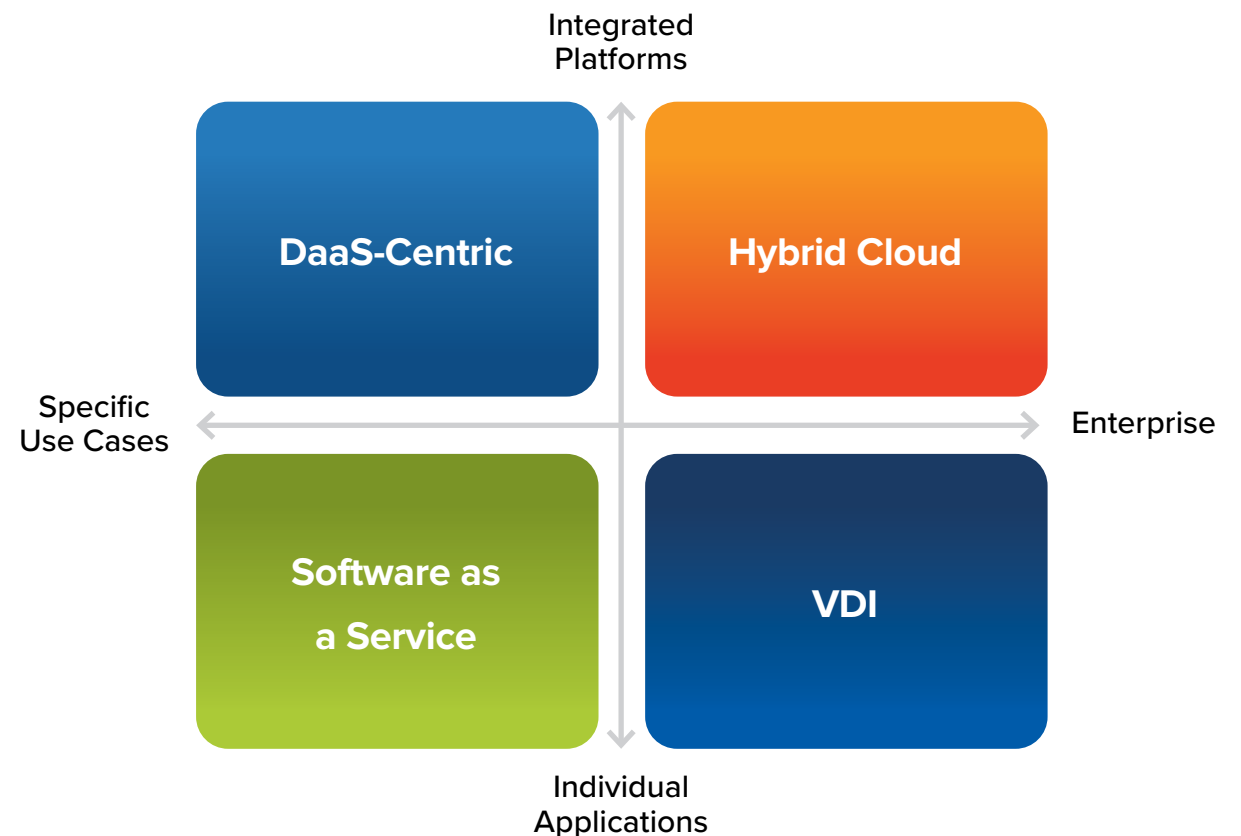 Integrated
Platforms
DaaS-Centric
Hybrid Cloud
Specific
Use Cases
Enterprise
Software as
a Service
VDI
Individual
Applications